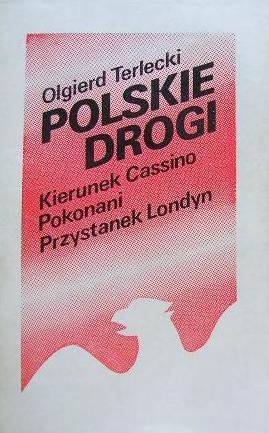 Olgierd Terlecki
POLSKIE
DROGI
Kierunek Cassino
Pokonani
Przystanek Londyn